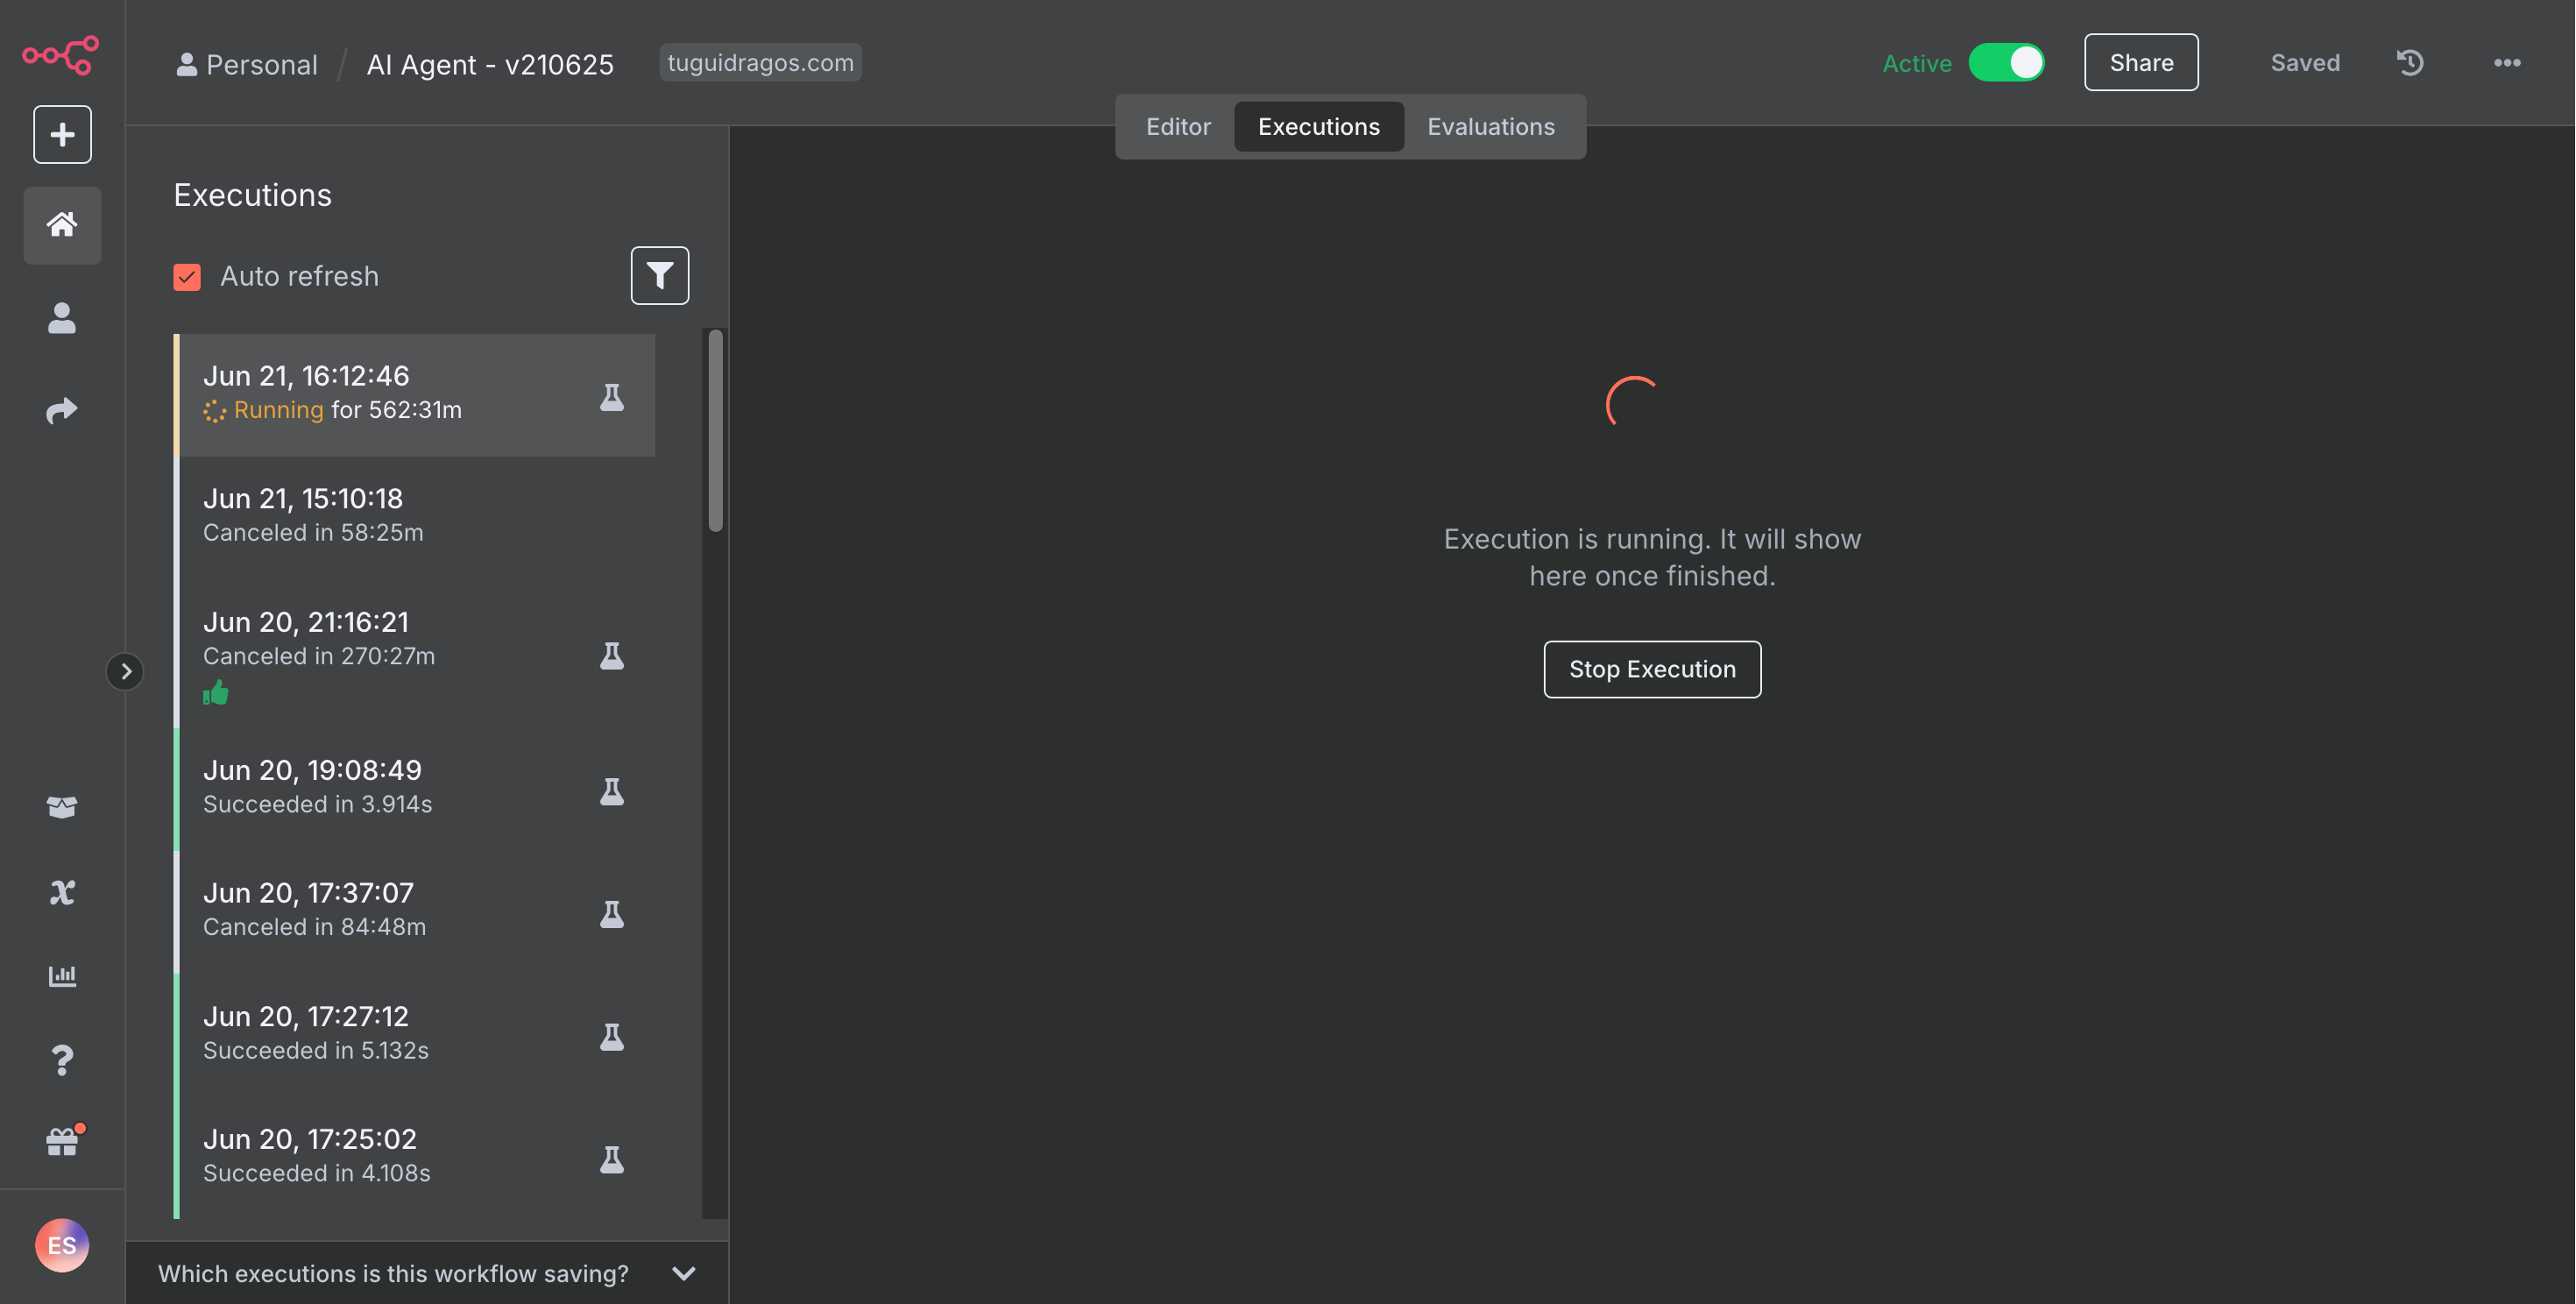 Personal / AI Agent - v210625 tuguidragos.com Active Share Saved
Editor Executions Evaluations
Executions
Auto refresh
Jun 21, 16:12:46
Running for 562:31m
Jun 21, 15:10:18
Canceled in 58:25m
Jun 20, 21:16:21
Canceled in 270:27m
Jun 20, 19:08:49
Succeeded in 3.914s
Jun 20, 17:37:07
Canceled in 84:48m
Jun 20, 17:27:12
Succeeded in 5.132s
Jun 20, 17:25:02
Succeeded in 4.108s
Which executions is this workflow saving?
Execution is running. It will show
here once finished.
Stop Execution
ES